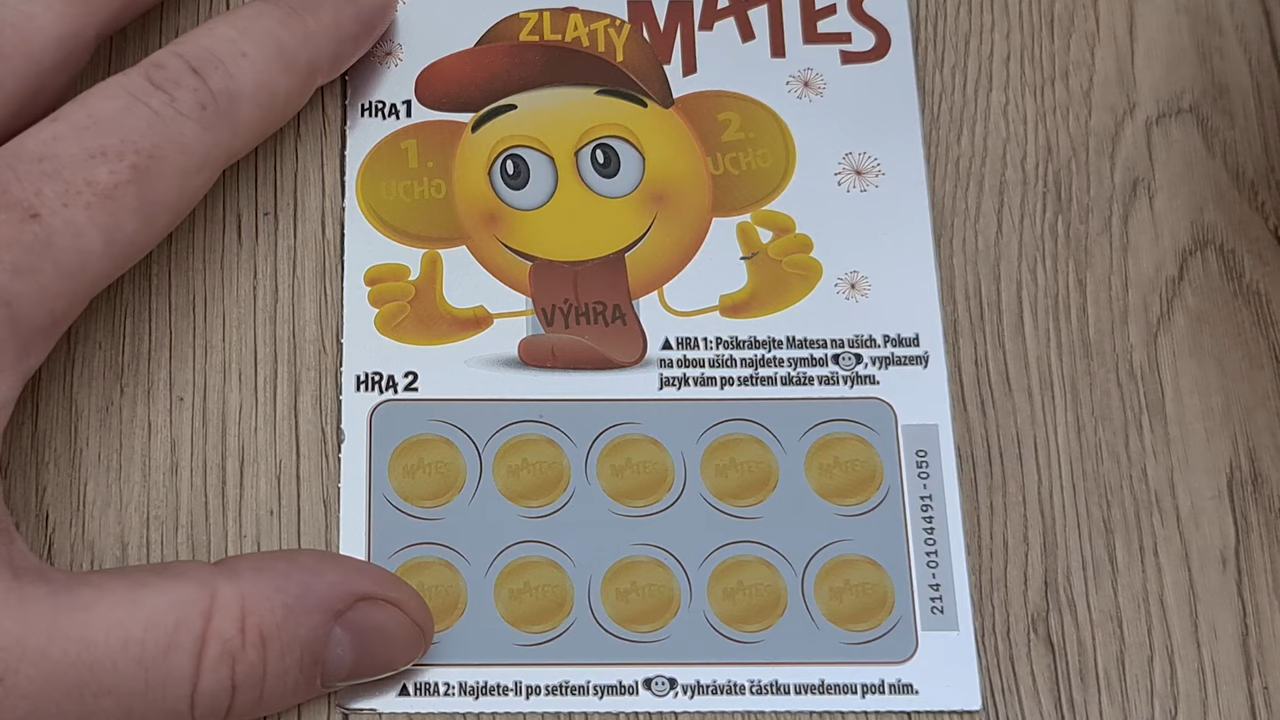 ZLATÝ
MATES
HRA 1
1.
UCHO
2.
UCHO
VÝHRA
▲HRA 1: Poškrábejte Matesa na uších. Pokud
na obou uších najdete symbol , vyplazený
jazyk vám po setření ukáže vaši výhru.
HRA 2
MATES MATES MATES MATES MATES
MATES MATES MATES MATES MATES
214-0104491-050
▲HRA 2: Najdete-li po setření symbol , vyhráváte částku uvedenou pod ním.